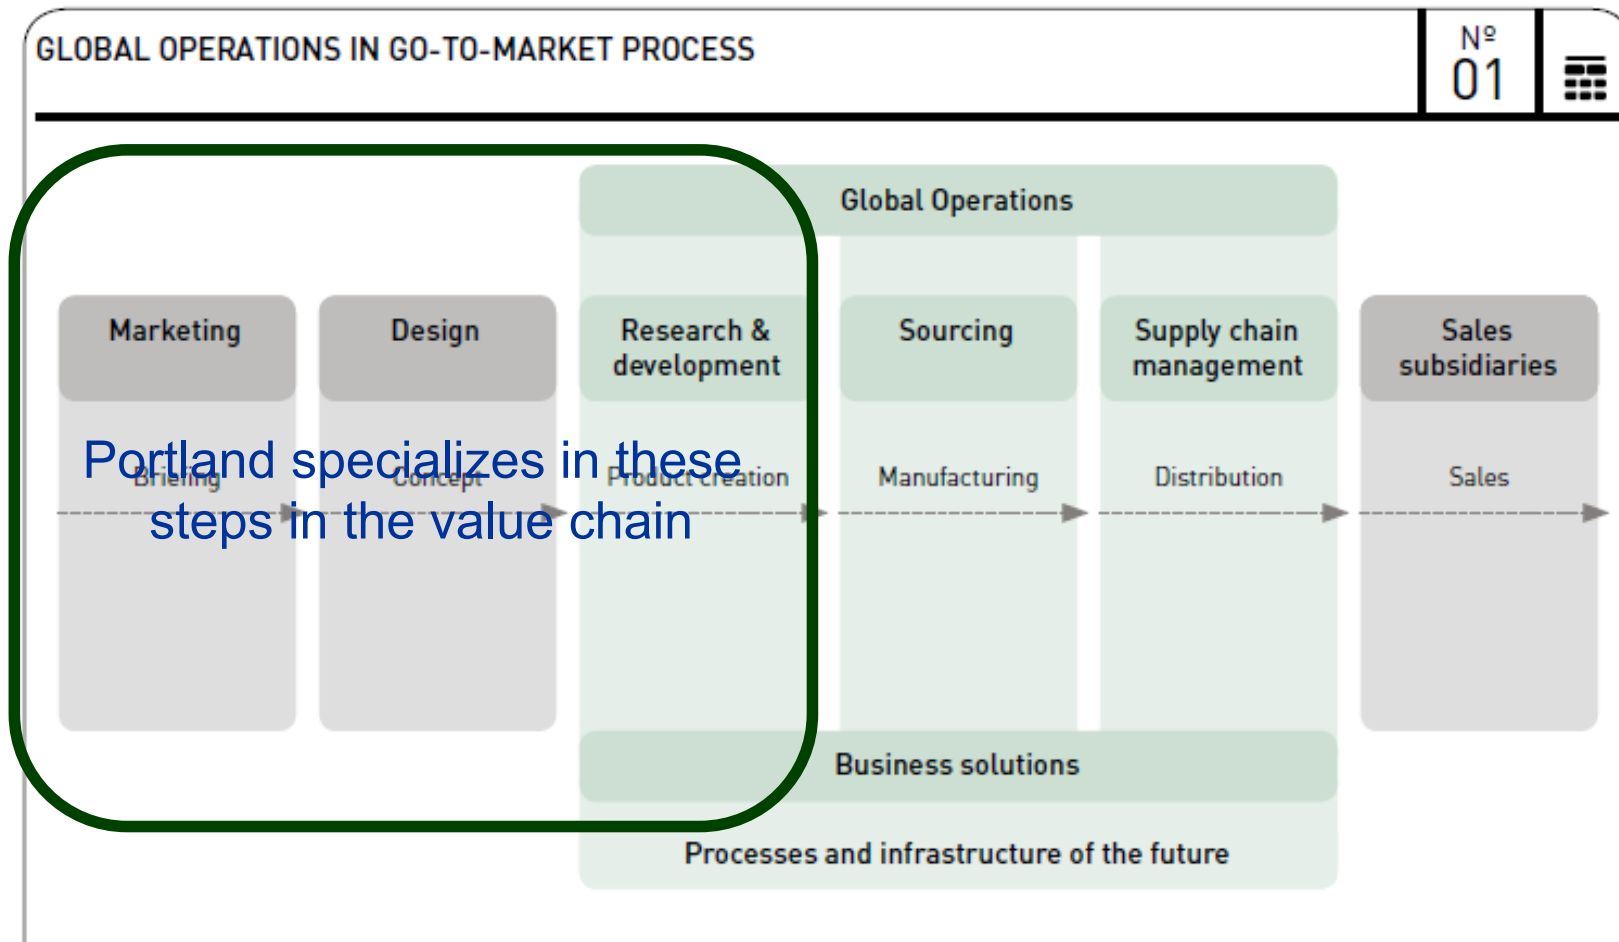 GLOBAL OPERATIONS IN GO-TO-MARKET PROCESS
Nº
01
Global Operations
Marketing
Design
Research &
development
Sourcing
Supply chain
management
Sales
subsidiaries
Portland specializes in these
steps in the value chain
Briefing
Concept
Product creation
Manufacturing
Distribution
Sales
Business solutions
Processes and infrastructure of the future